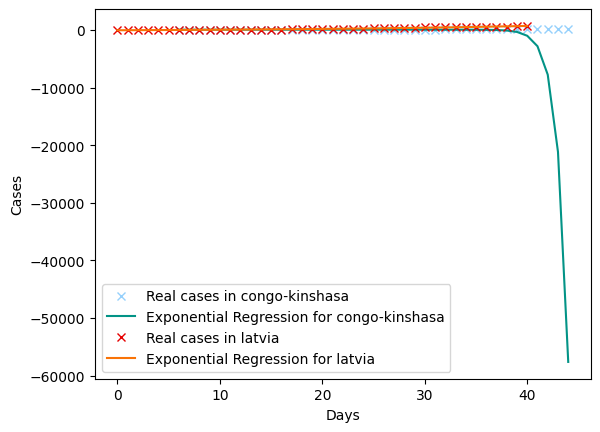 0
−10000
−20000
−30000
−40000
−50000
−60000
Cases
Real cases in congo-kinshasa
Exponential Regression for congo-kinshasa
Real cases in latvia
Exponential Regression for latvia
0 10 20 30 40
Days